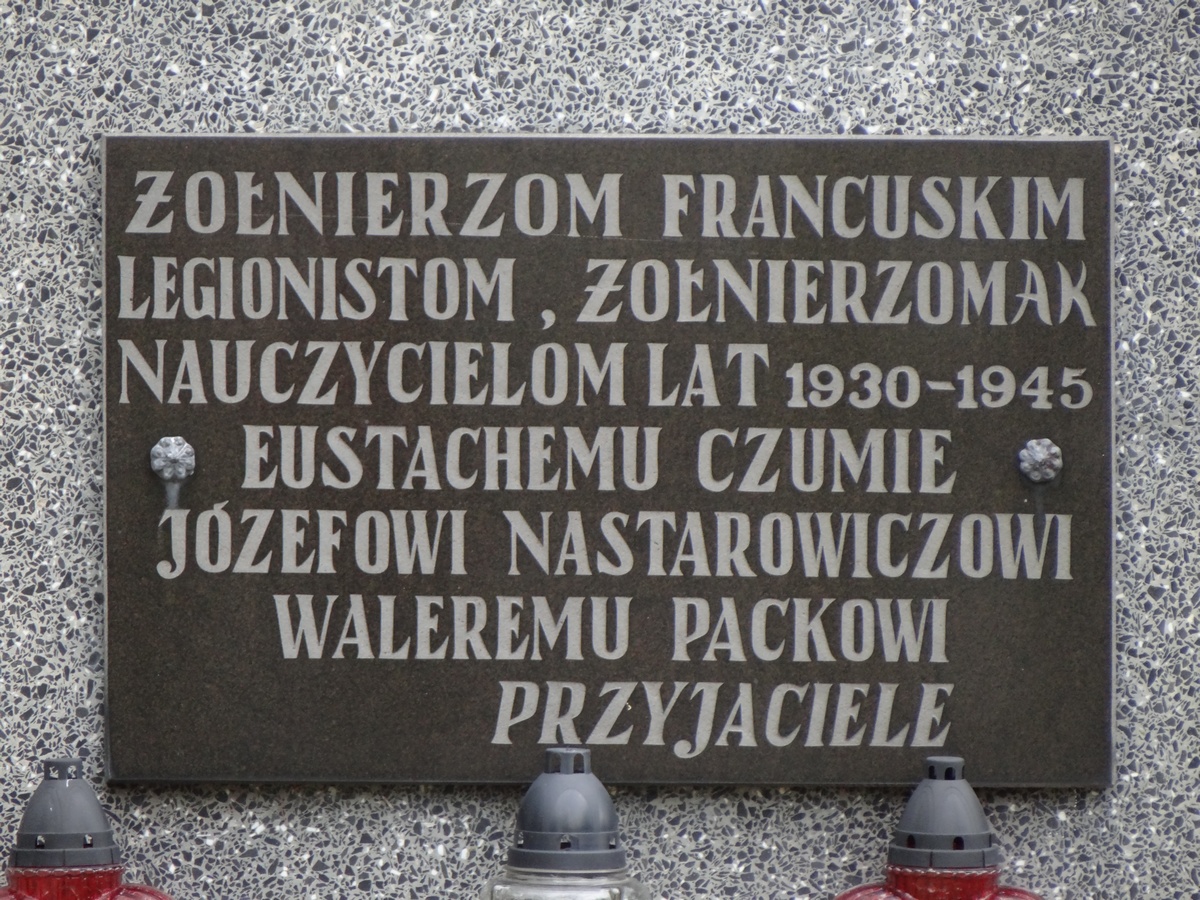 ŻOŁNIERZOM FRANCUSKIM
LEGIONISTOM, ŻOŁNIERZOM AK
NAUCZYCIELOM LAT 1930-1945
EUSTACHEMU CZUMIE
JÓZEFOWI NASTAROWICZOWI
WALEREMU PACKOWI
PRZYJACIELE